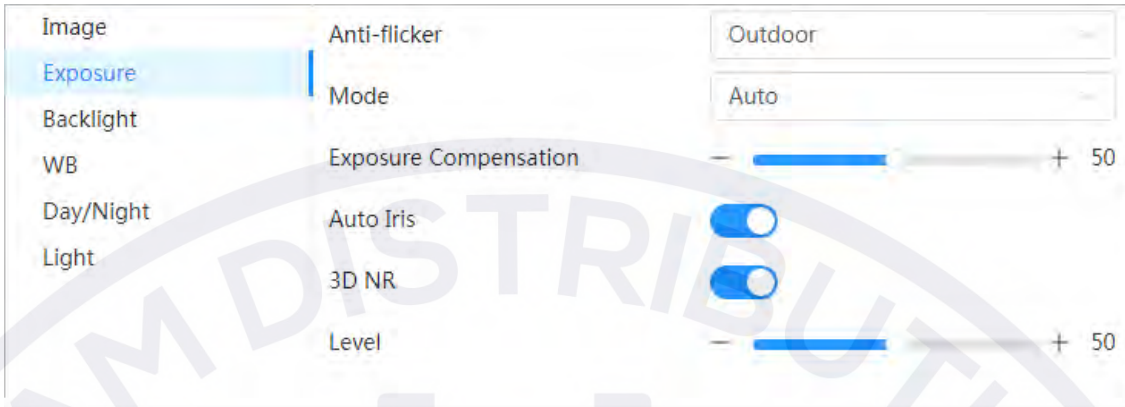 Image
Exposure
Backlight
WB
Day/Night
Light
Anti-flicker Outdoor
Mode Auto
Exposure Compensation − + 50
Auto Iris
3D NR
Level − + 50
M DISTRIBUTI